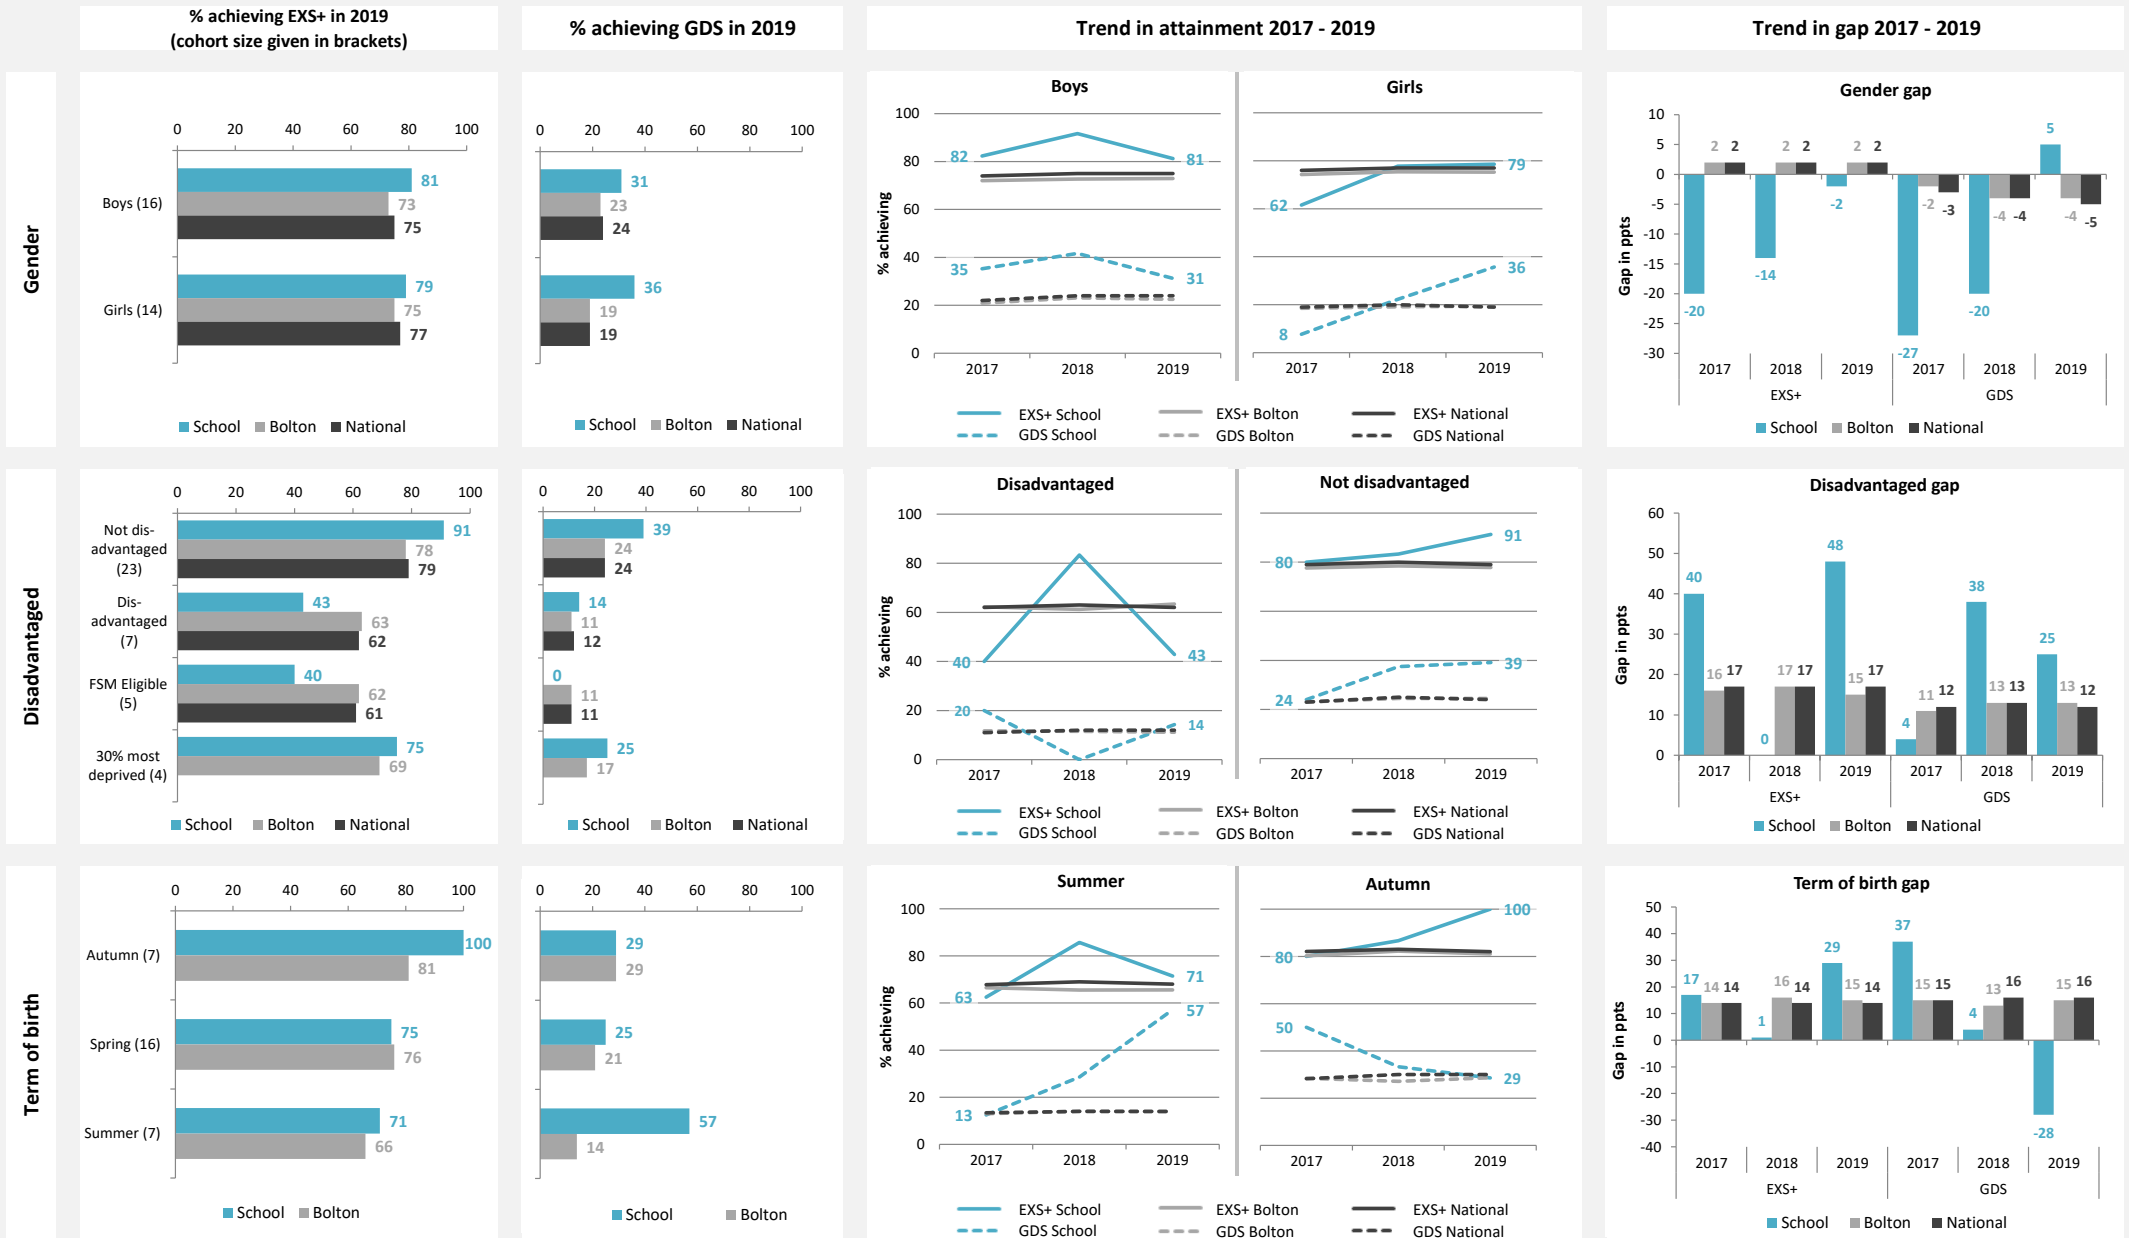 % achieving EXS+ in 2019
(cohort size given in brackets)
% achieving GDS in 2019
Trend in attainment 2017 - 2019
Trend in gap 2017 - 2019
Gender
0 20 40 60 80 100
Boys (16)
81
73
75
Girls (14)
79
75
77
School Bolton National
0 20 40 60 80 100
31
23
24
36
19
19
School Bolton National
Boys
% achieving
100
80
60
40
20
0
82
81
35
31
2017 2018 2019
Girls
62
79
8
36
2017 2018 2019
EXS+ School EXS+ Bolton EXS+ National
GDS School GDS Bolton GDS National
Gender gap
Gap in ppts
10
5
0
-5
-10
-15
-20
-25
-30
-20 2 2 -14 2 2 -2 2 2 -27 -2 -3 -20 -4 -4 5 -4 -5
2017 2018 2019 2017 2018 2019
EXS+ GDS
School Bolton National
Disadvantaged
0 20 40 60 80 100
Not dis-
advantaged
(23)
91
78
79
Dis-
advantaged
(7)
43
63
62
FSM Eligible
(5)
40
62
61
30% most
deprived (4)
75
69
School Bolton National
0 20 40 60 80 100
39
24
24
14
11
12
0
11
11
25
17
School Bolton National
Disadvantaged
% achieving
100
80
60
40
20
0
40
43
20
14
2017 2018 2019
Not disadvantaged
80
91
24
39
2017 2018 2019
EXS+ School EXS+ Bolton EXS+ National
GDS School GDS Bolton GDS National
Disadvantaged gap
Gap in ppts
60
50
40
30
20
10
0
40 16 17 0 17 17 48 15 17 4 11 12 38 13 13 25 13 12
2017 2018 2019 2017 2018 2019
EXS+ GDS
School Bolton National
Term of birth
0 20 40 60 80 100
Autumn (7)
100
81
Spring (16)
75
76
Summer (7)
71
66
School Bolton
0 20 40 60 80 100
29
29
25
21
57
14
School Bolton
Summer
% achieving
100
80
60
40
20
0
63
71
13
57
2017 2018 2019
Autumn
80
100
50
29
2017 2018 2019
EXS+ School EXS+ Bolton EXS+ National
GDS School GDS Bolton GDS National
Term of birth gap
Gap in ppts
50
40
30
20
10
0
-10
-20
-30
-40
17 14 14 1 16 14 29 15 14 37 15 15 4 13 16 -28 15 16
2017 2018 2019 2017 2018 2019
EXS+ GDS
School Bolton National